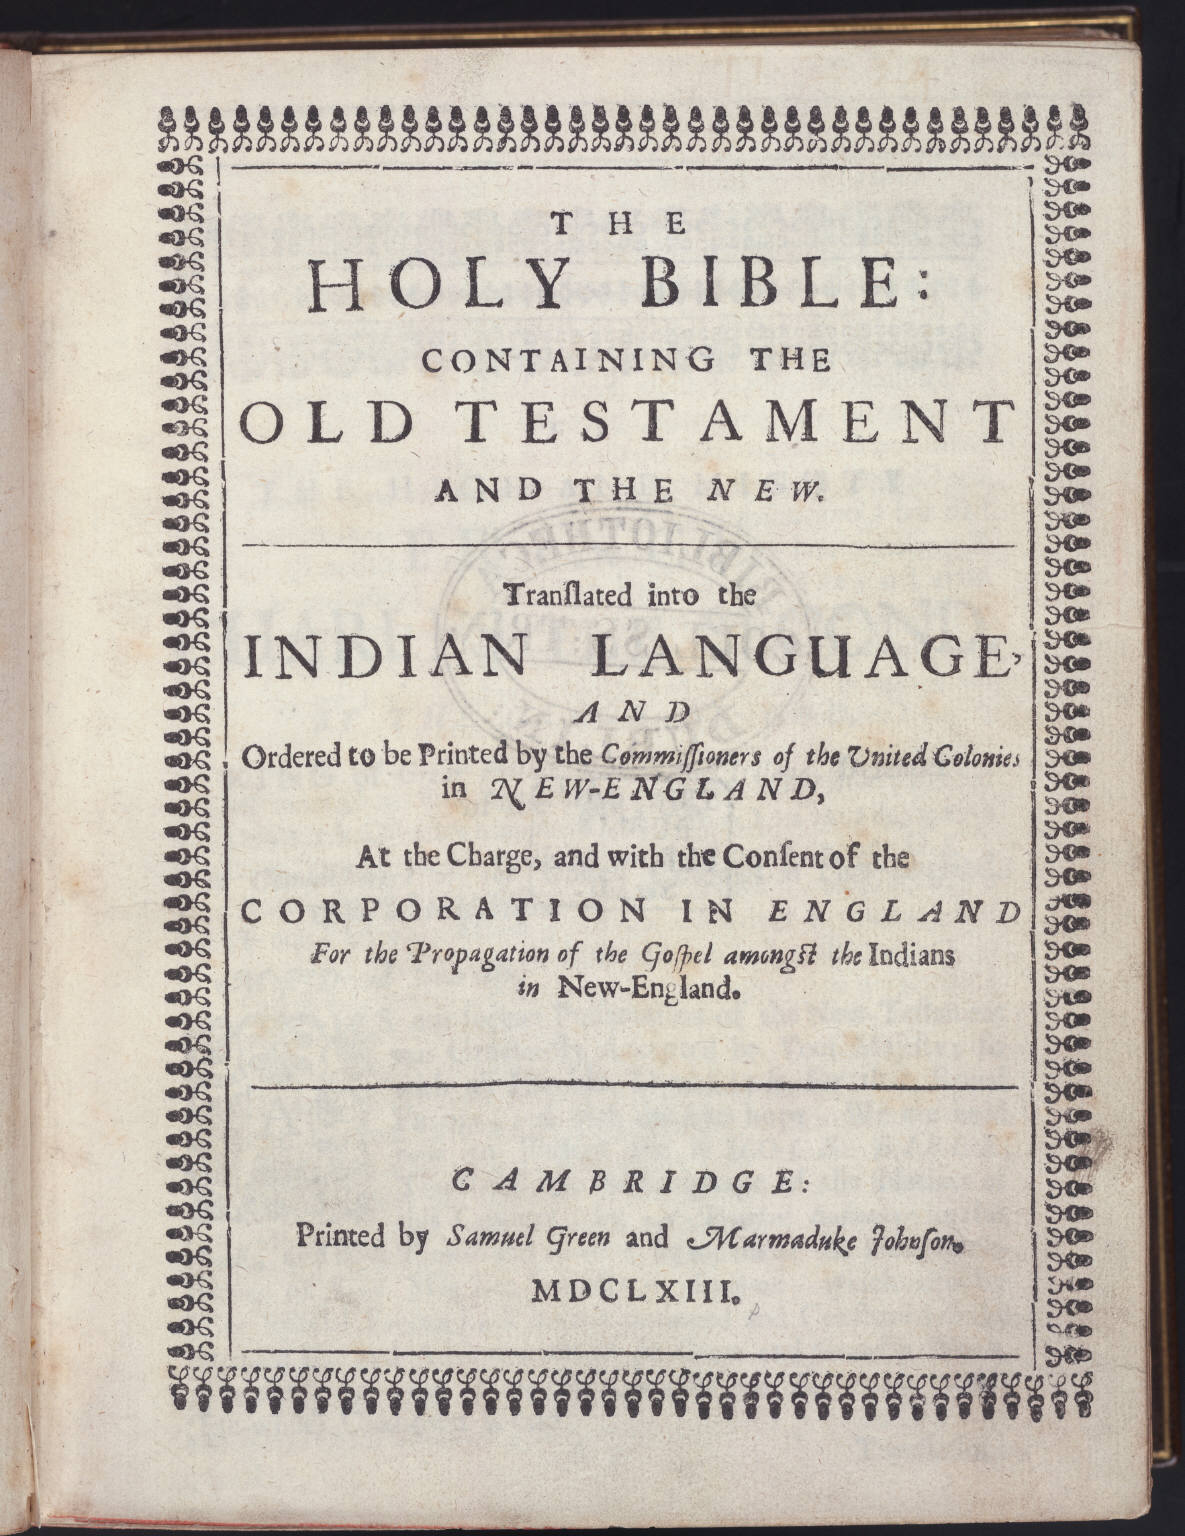 THE
HOLY BIBLE:
CONTAINING THE
OLD TESTAMENT
AND THE NEW.
Tranſlated into the
INDIAN LANGUAGE,
AND
Ordered to be Printed by the Commiſſioners of the United Colonies
in NEW-ENGLAND,
At the Charge, and with the Conſent of the
CORPORATION IN ENGLAND
For the Propagation of the Goſpel amongst the Indians
in New-England.
CAMBRIDGE:
Printed by Samuel Green and Marmaduke Johnſon.
MDCLXIII.